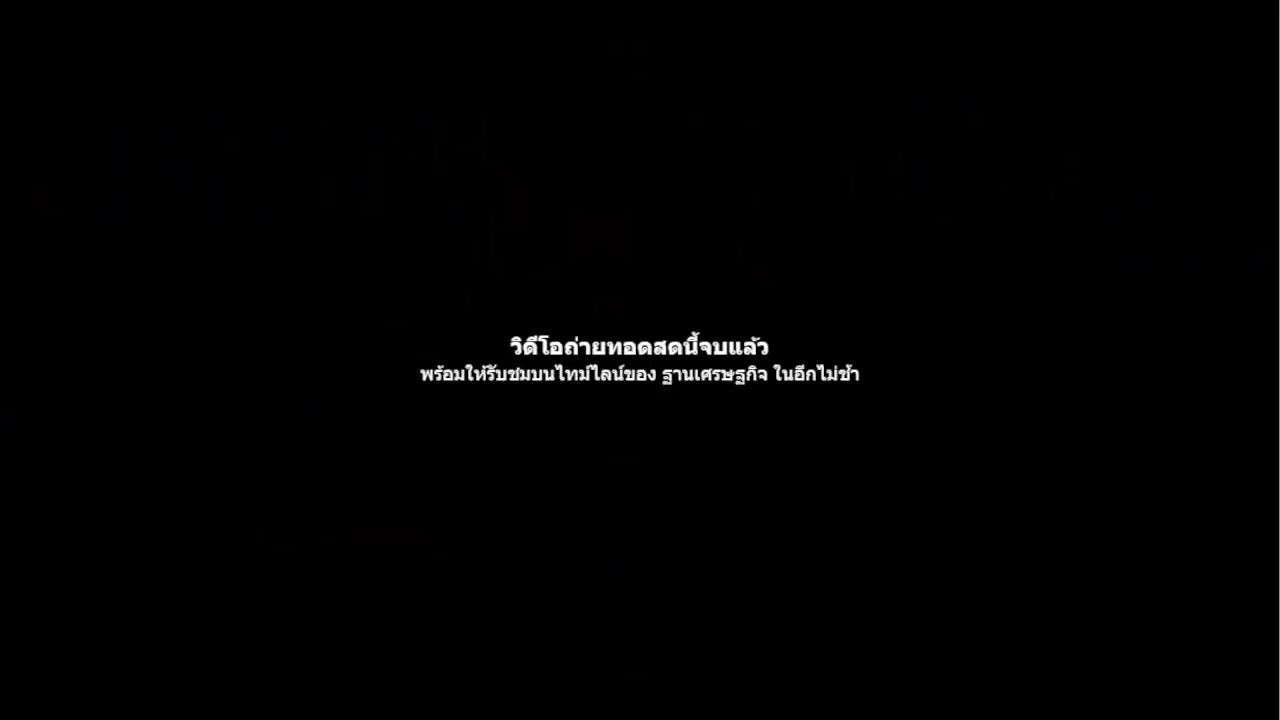 วิดีโอถ่ายทอดสดนี้จบแล้ว
พร้อมให้รับชมบนไทม์ไลน์ของ ฐานเศรษฐกิจ ในอีกไม่ช้า